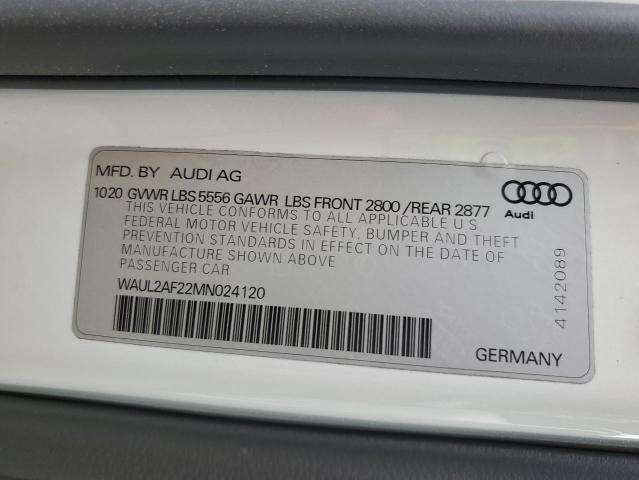 MFD. BY AUDI AG
1020 GVWR LBS 5556 GAWR LBS FRONT 2800 /REAR 2877
THIS VEHICLE CONFORMS TO ALL APPLICABLE U S
FEDERAL MOTOR VEHICLE SAFETY, BUMPER AND THEFT
PREVENTION STANDARDS IN EFFECT ON THE DATE OF
MANUFACTURE SHOWN ABOVE
PASSENGER CAR
WAUL2AF22MN024120
Audi
4142089
GERMANY